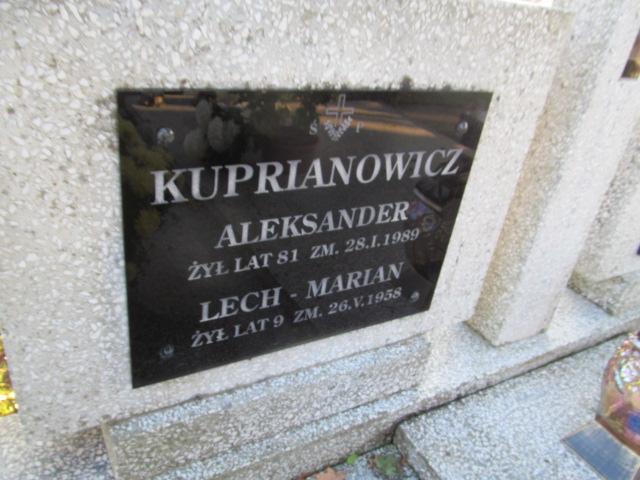 Ś P
KUPRIANOWICZ
ALEKSANDER
ŻYŁ LAT 81 ZM. 28.I.1989
LECH - MARIAN
ŻYŁ LAT 9 ZM. 26.V.1958